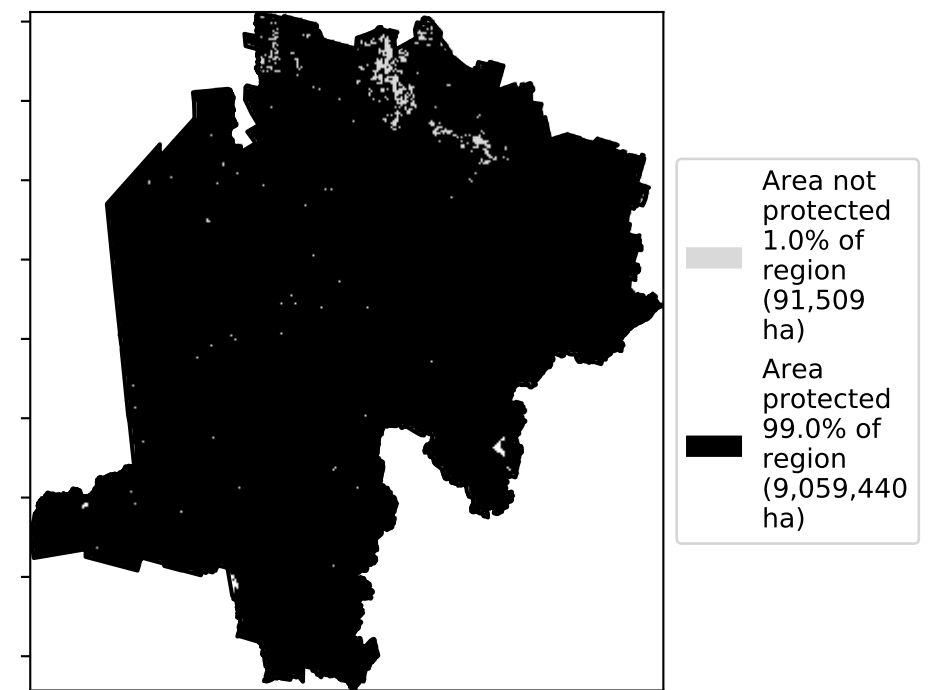 Area not
protected
1.0% of
region
(91,509
ha)
Area
protected
99.0% of
region
(9,059,440
ha)